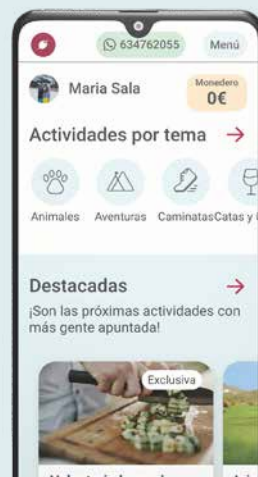 634762055
Menú
Maria Sala
Monedero
0€
Actividades por tema →
Animales
Aventuras
Caminatas
Catas y
Destacadas →
¡Son las próximas actividades con
más gente apuntada!
Exclusiva